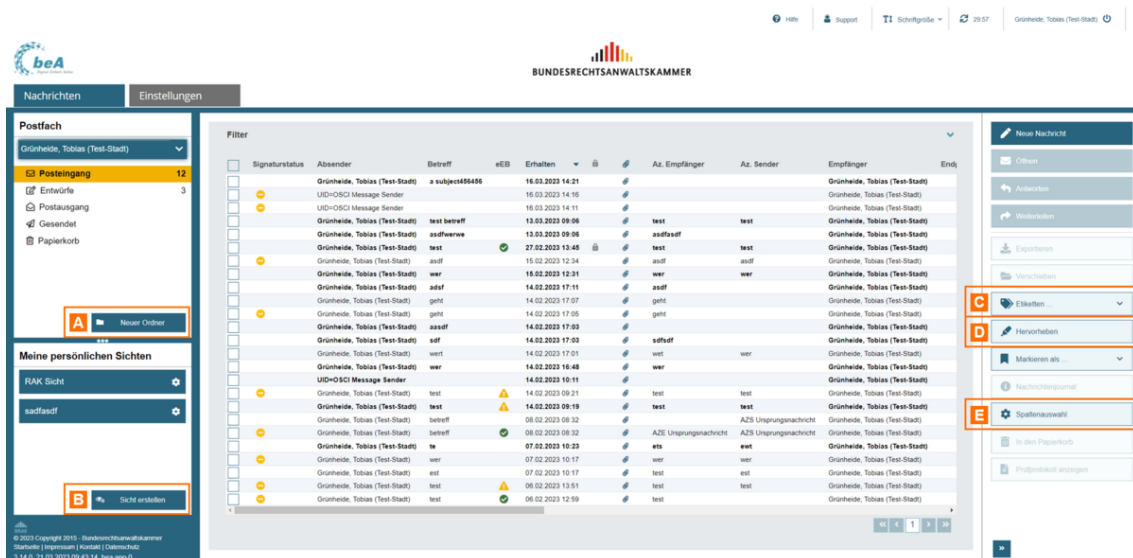 Hilfe Support Schriftgröße 29:57 Grünheide, Tobias (Test-Stadt)
beA
Digital. Einfach. Sicher.
BUNDESRECHTSANWALTSKAMMER
Nachrichten Einstellungen
Postfach
Grünheide, Tobias (Test-Stadt)
Posteingang 12
Entwürfe 3
Postausgang
Gesendet
Papierkorb
A Neuer Ordner
Meine persönlichen Sichten
RAK Sicht
sadfasdf
B Sicht erstellen
© 2023 Copyright 2015 - Bundesrechtsanwaltskammer
Startseite | Impressum | Kontakt | Datenschutz
Filter
Signaturstatus Absender Betreff eEB Erhalten Az. Empfänger Az. Sender Empfänger Endg
Grünheide, Tobias (Test-Stadt) a subject456456 16.03.2023 14:21 Grünheide, Tobias (Test-Stadt)
UID=OSCI Message Sender 16.03.2023 14:16 Grünheide, Tobias (Test-Stadt)
UID=OSCI Message Sender 16.03.2023 14:11 Grünheide, Tobias (Test-Stadt)
Grünheide, Tobias (Test-Stadt) test betreff 13.03.2023 09:06 test test Grünheide, Tobias (Test-Stadt)
Grünheide, Tobias (Test-Stadt) asdfwerwe 13.03.2023 09:06 asdfasdf Grünheide, Tobias (Test-Stadt)
Grünheide, Tobias (Test-Stadt) test 27.02.2023 13:45 test test Grünheide, Tobias (Test-Stadt)
Grünheide, Tobias (Test-Stadt) asdf 15.02.2023 12:34 asdf asdf Grünheide, Tobias (Test-Stadt)
Grünheide, Tobias (Test-Stadt) wer 15.02.2023 12:31 wer wer Grünheide, Tobias (Test-Stadt)
Grünheide, Tobias (Test-Stadt) adsf 14.02.2023 17:11 asdf Grünheide, Tobias (Test-Stadt)
Grünheide, Tobias (Test-Stadt) geht 14.02.2023 17:07 geht Grünheide, Tobias (Test-Stadt)
Grünheide, Tobias (Test-Stadt) geht 14.02.2023 17:05 geht Grünheide, Tobias (Test-Stadt)
Grünheide, Tobias (Test-Stadt) aasdf 14.02.2023 17:03 Grünheide, Tobias (Test-Stadt)
Grünheide, Tobias (Test-Stadt) sdf 14.02.2023 17:03 sdfsdf Grünheide, Tobias (Test-Stadt)
Grünheide, Tobias (Test-Stadt) wert 14.02.2023 17:01 wet wer Grünheide, Tobias (Test-Stadt)
Grünheide, Tobias (Test-Stadt) wer 14.02.2023 16:48 wer Grünheide, Tobias (Test-Stadt)
UID=OSCI Message Sender 14.02.2023 10:11 Grünheide, Tobias (Test-Stadt)
Grünheide, Tobias (Test-Stadt) test 14.02.2023 09:21 test test Grünheide, Tobias (Test-Stadt)
Grünheide, Tobias (Test-Stadt) test 14.02.2023 09:19 test test Grünheide, Tobias (Test-Stadt)
Grünheide, Tobias (Test-Stadt) betreff 08.02.2023 08:32 AZS Ursprungsnachricht Grünheide, Tobias (Test-Stadt)
Grünheide, Tobias (Test-Stadt) betreff 08.02.2023 08:32 AZE Ursprungsnachricht AZS Ursprungsnachricht Grünheide, Tobias (Test-Stadt)
Grünheide, Tobias (Test-Stadt) te 07.02.2023 10:23 ets ewt Grünheide, Tobias (Test-Stadt)
Grünheide, Tobias (Test-Stadt) wer 07.02.2023 10:17 wer wer Grünheide, Tobias (Test-Stadt)
Grünheide, Tobias (Test-Stadt) est 07.02.2023 10:17 test est Grünheide, Tobias (Test-Stadt)
Grünheide, Tobias (Test-Stadt) test 06.02.2023 13:51 test test Grünheide, Tobias (Test-Stadt)
Grünheide, Tobias (Test-Stadt) test 06.02.2023 12:59 test Grünheide, Tobias (Test-Stadt)
1
Neue Nachricht
Öffnen
Antworten
Weiterleiten
Exportieren
Verschieben
C Etiketten ...
D Hervorheben
Markieren als ...
Nachrichtenjournal
E Spaltenauswahl
In den Papierkorb
Prüfprotokoll anzeigen